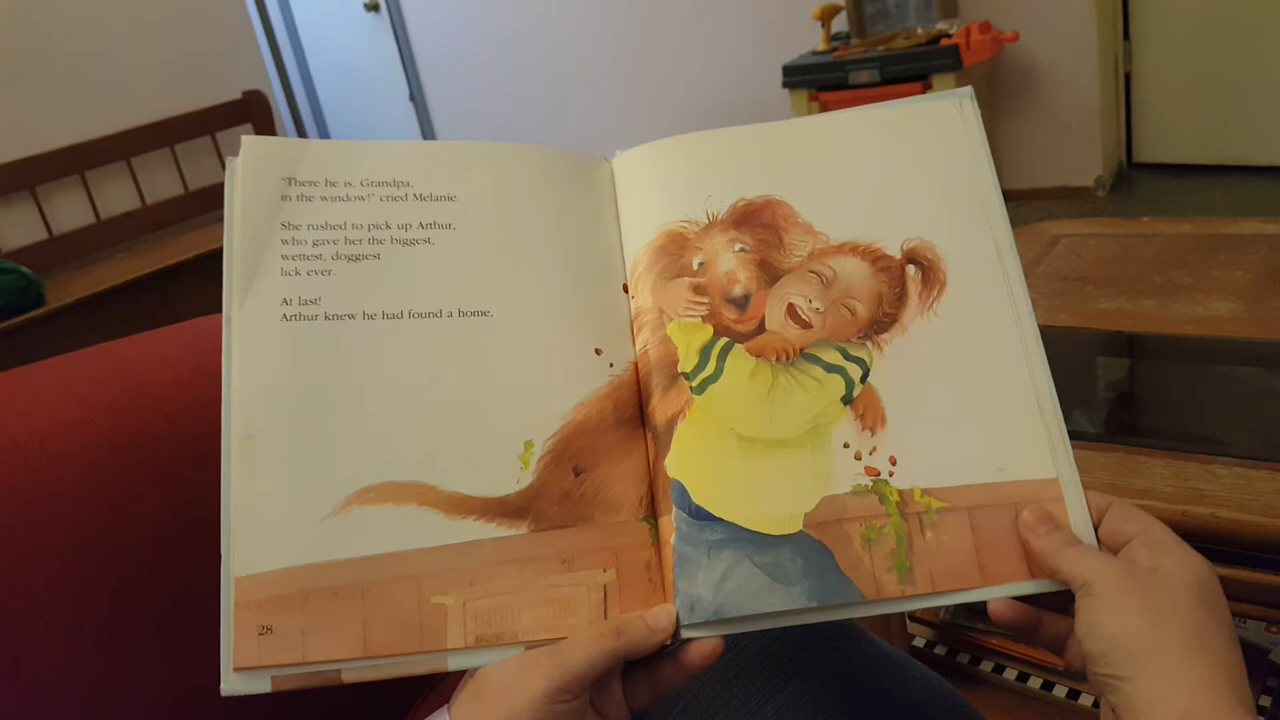 "There he is, Grandpa,
in the window!" cried Melanie.
She rushed to pick up Arthur,
who gave her the biggest,
wettest, doggiest
lick ever.
At last!
Arthur knew he had found a home,
28